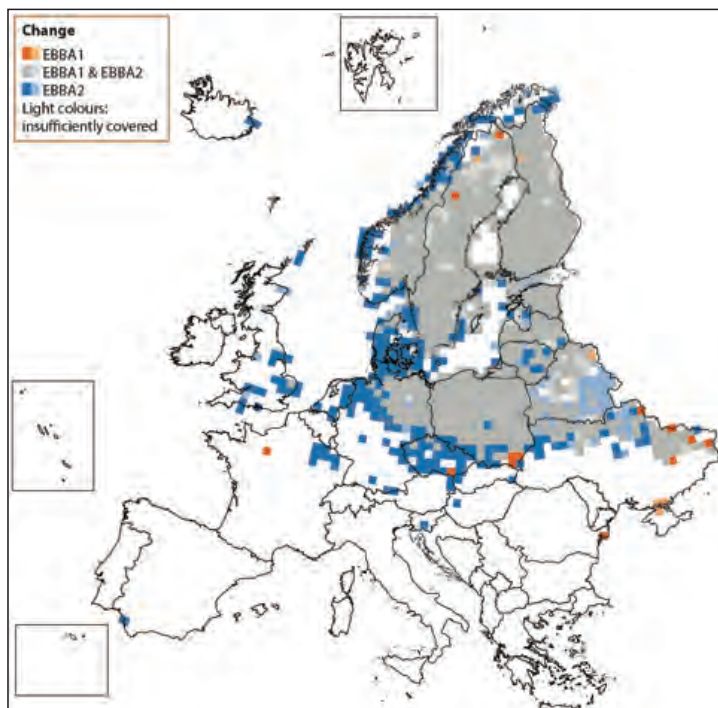 Change
EBBA1
EBBA1 & EBBA2
EBBA2
Light colours:
insufficiently covered